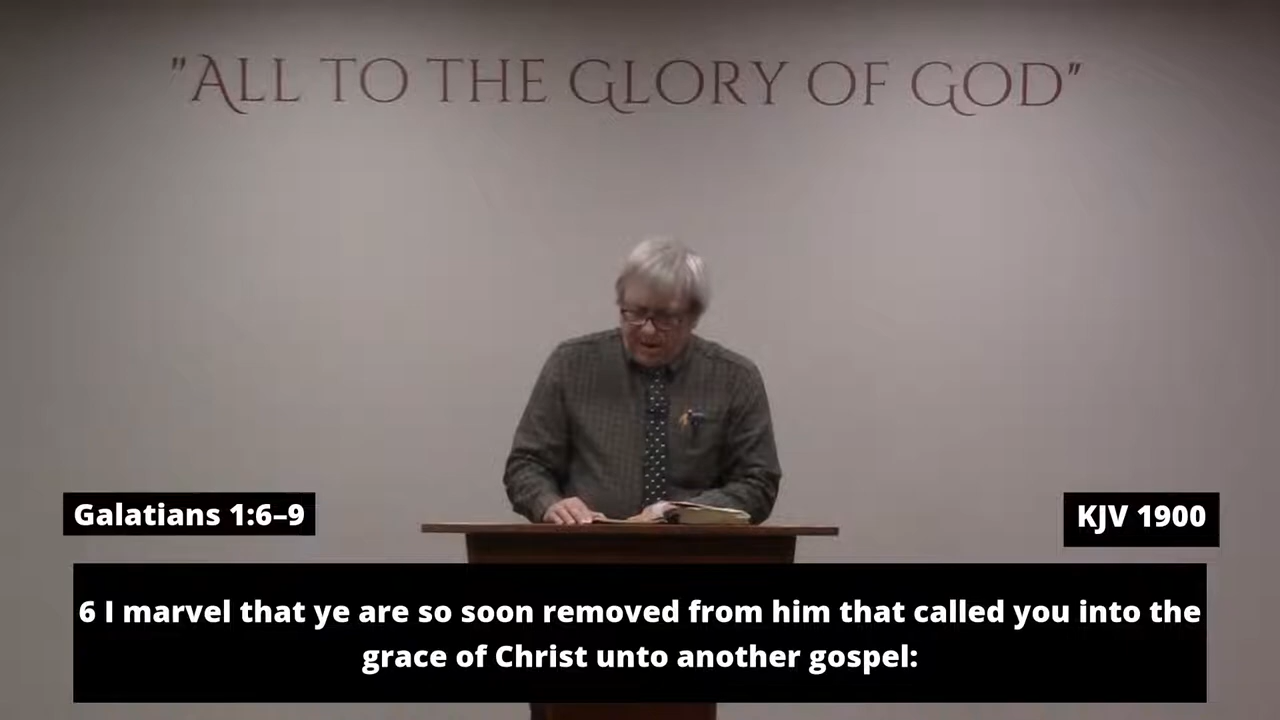 "ALL TO THE GLORY OF GOD"
Galatians 1:6–9
KJV 1900
6 I marvel that ye are so soon removed from him that called you into the
grace of Christ unto another gospel: